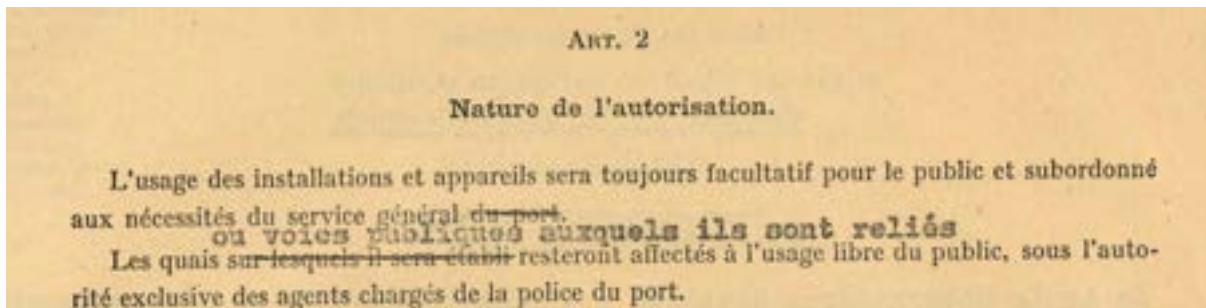 ART. 2
Nature de l'autorisation.
L'usage des installations et appareils sera toujours facultatif pour le public et subordonné
aux nécessités du service général du port.
ou voies publiques auxquels ils sont reliés
Les quais sur lesquels il sera établi resteront affectés à l'usage libre du public, sous l'auto-
rité exclusive des agents chargés de la police du port.